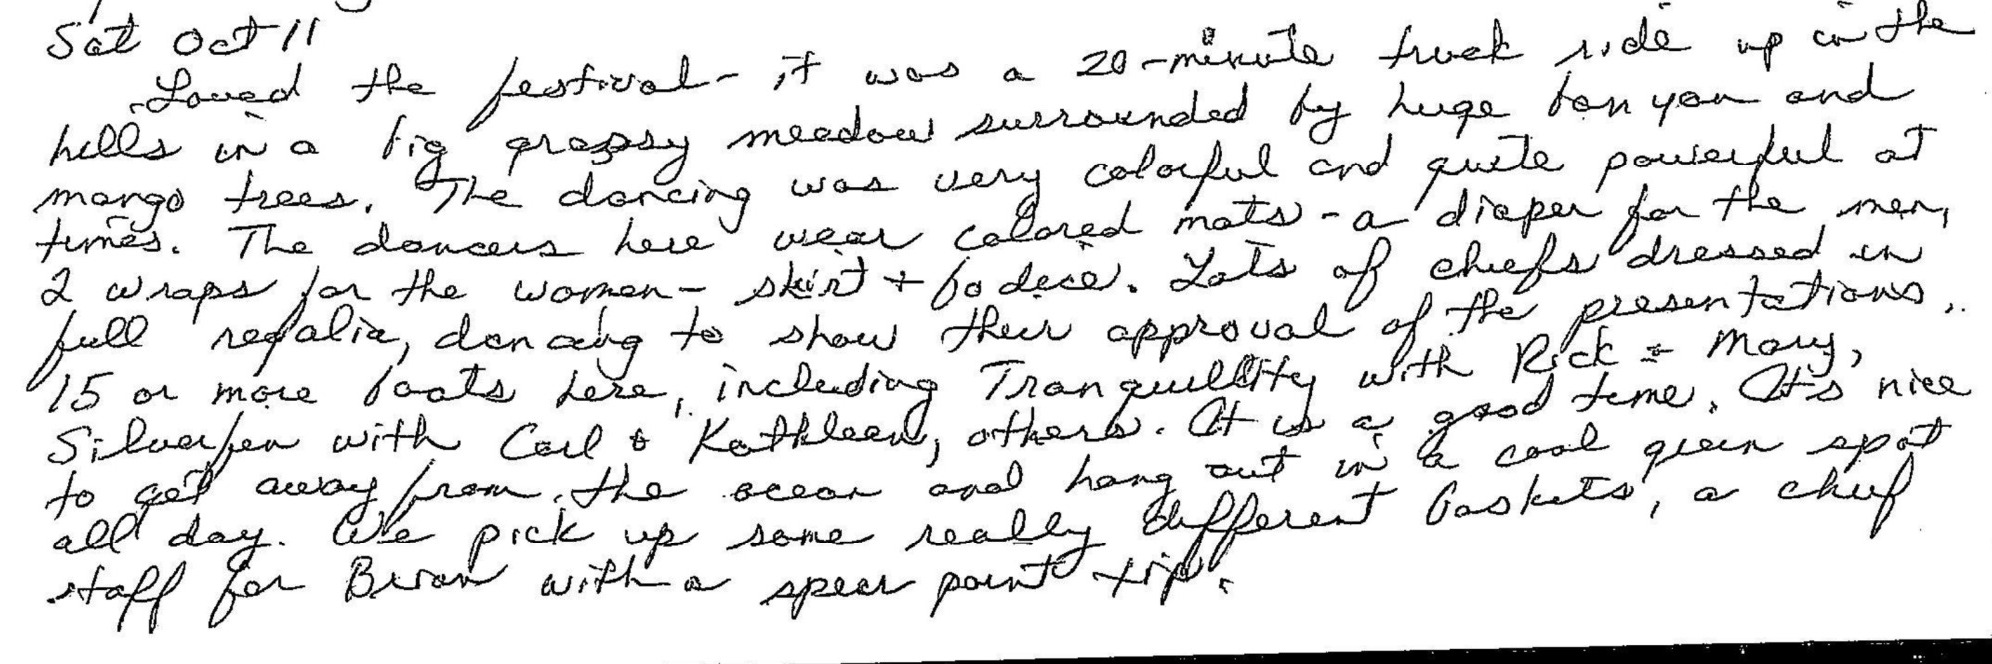 Sat Oct 11
Loved the festival - it was a 20-minute truck ride up in the
hills in a big grassy meadow surrounded by huge banyan and
mango trees. The dancing was very colorful and quite powerful at
times. The dancers here wear colored mats - a diaper for the men,
2 wraps for the women - skirt + bodice. Lots of chiefs dressed in
full regalia, dancing to show their approval of the presentations.
15 or more boats here, including Tranquillity with Rick + Mary,
Silverfen with Carl & Kathleen, others. It is a good time. It's nice
to get away from the ocean and hang out in a cool green spot
all day. We pick up some really different baskets, a chief
staff for Brian with a spear point tip.